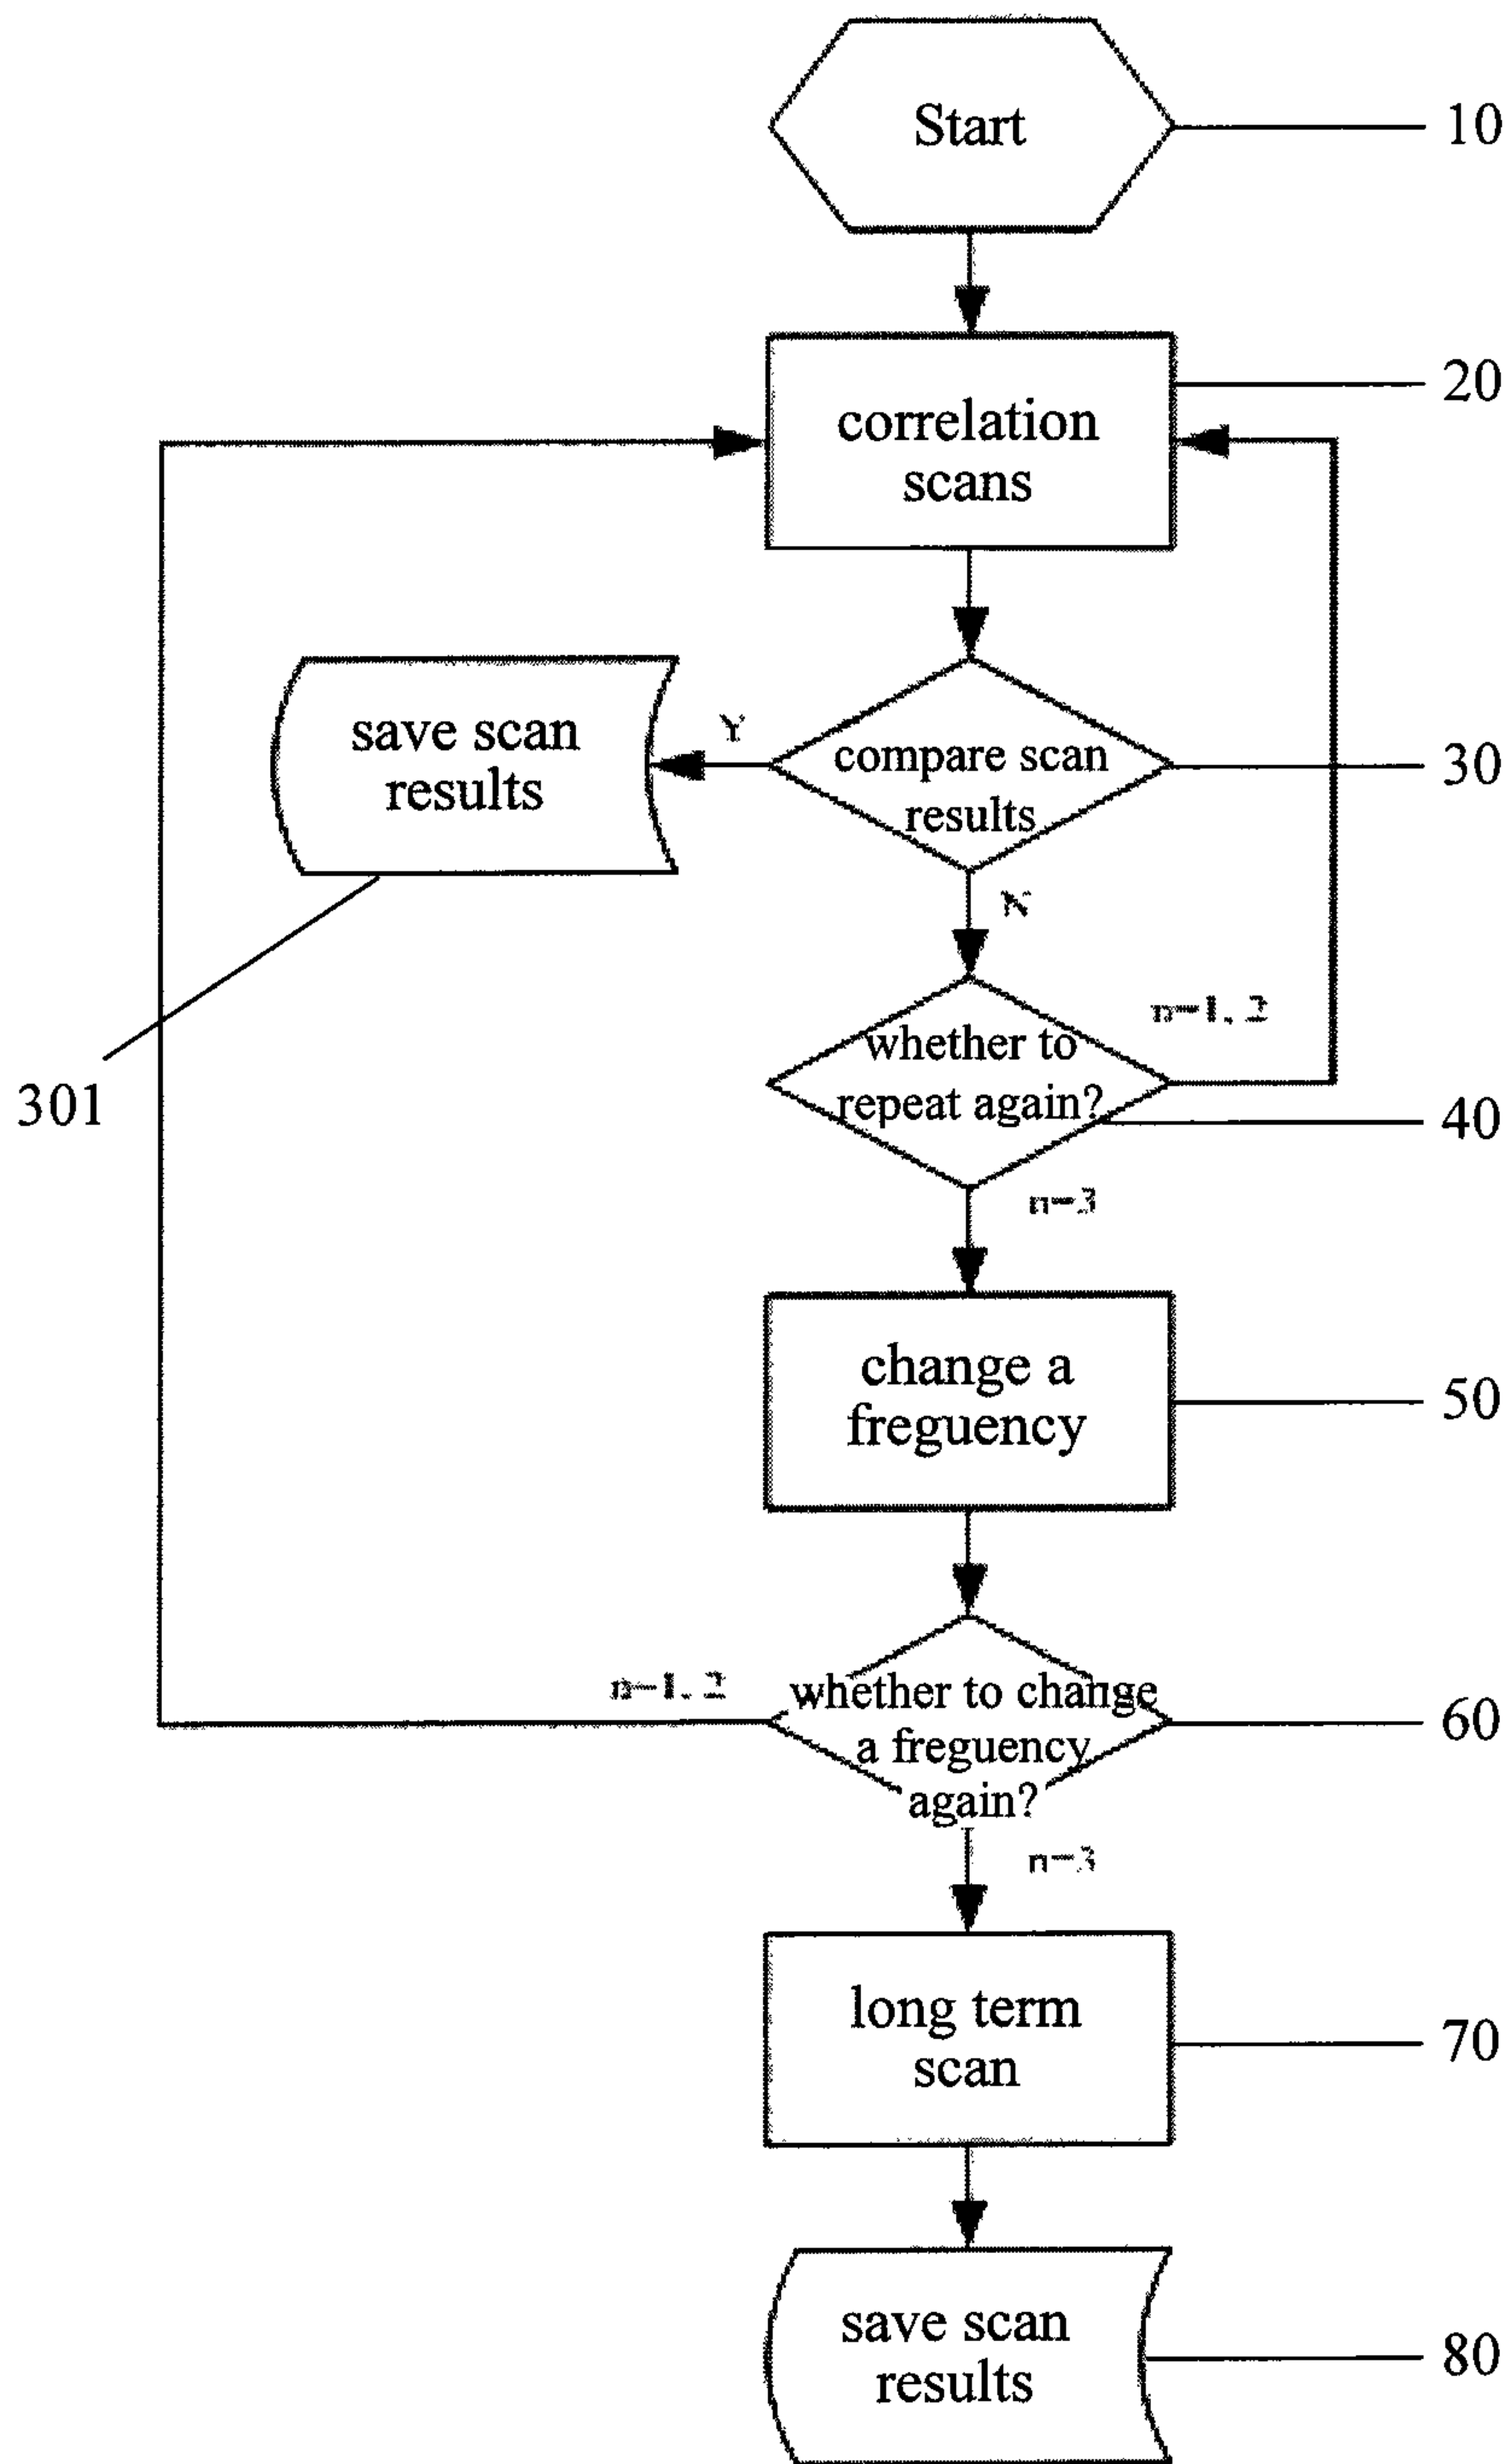 Start
10
correlation
scans
20
save scan
results
Y
compare scan
results
30
N
301
whether to
repeat again?
n=1, 2
40
n=3
change a
freguency
50
n=1, 2
whether to change
a freguency
again?
60
n=3
long term
scan
70
save scan
results
80